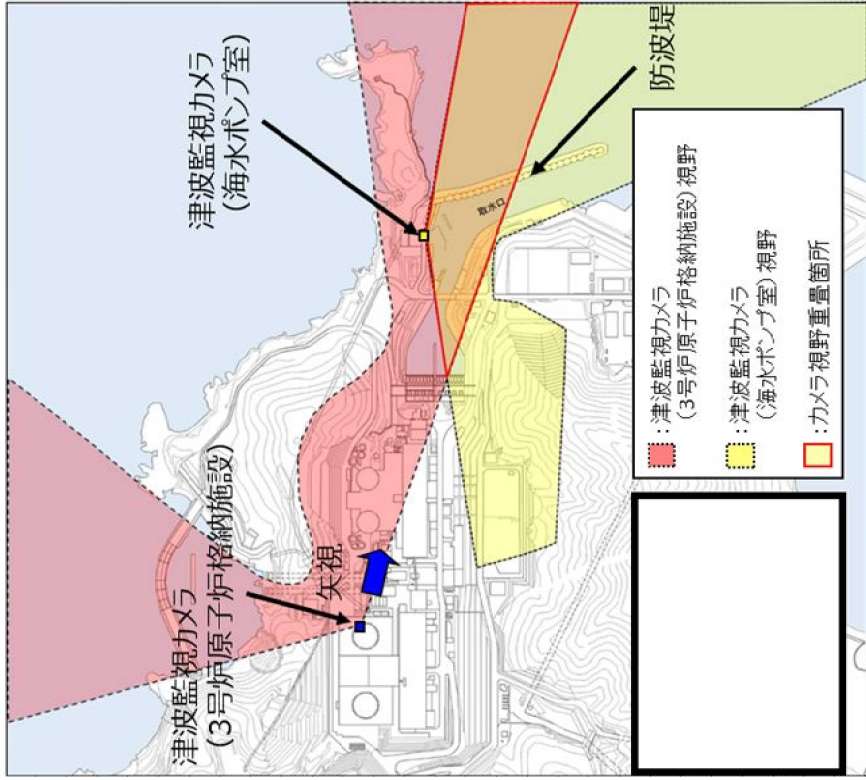 津波監視カメラ
(海水ポンプ室)
防波堤
取水口
津波監視カメラ
(3号炉原子炉格納施設)
矢視
:津波監視カメラ
(3号炉原子炉格納施設)視野
:津波監視カメラ
(海水ポンプ室)視野
:カメラ視野重畳箇所